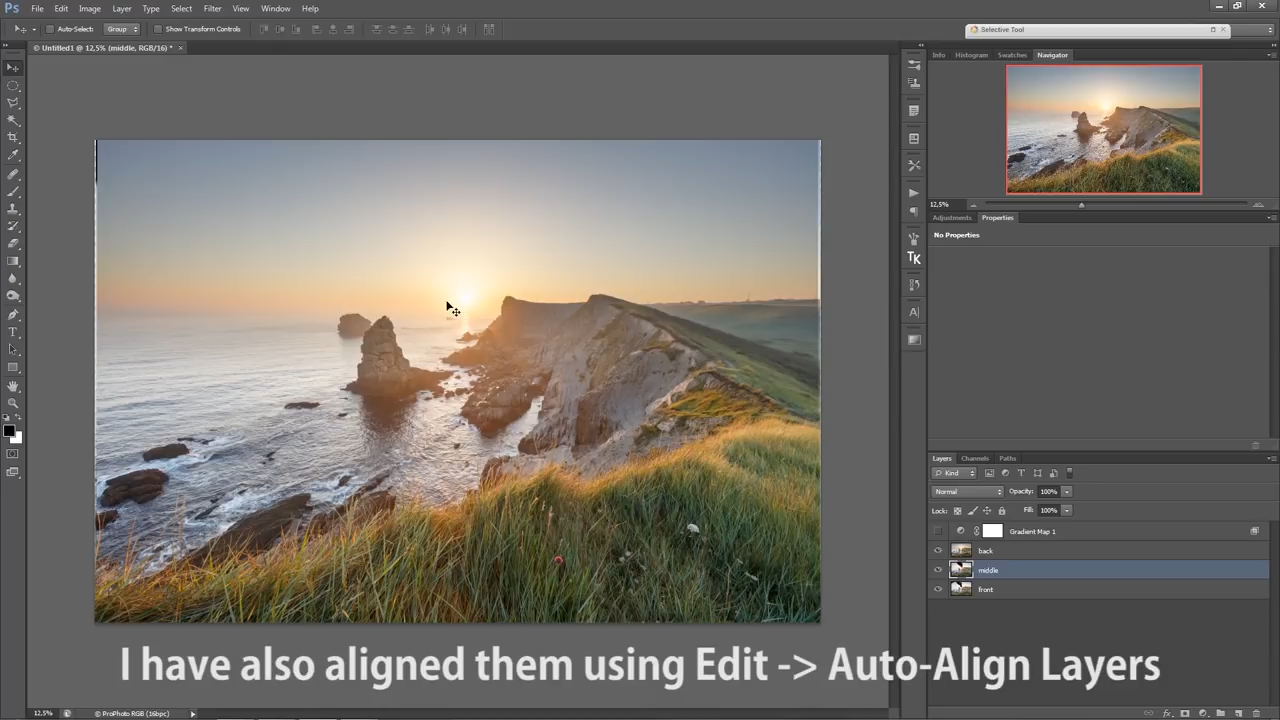 Ps File Edit Image Layer Type Select Filter View Window Help
Auto-Select: Group Show Transform Controls
Selective Tool
© Untitled1 @ 12,5% (middle, RGB/16) * ×
Info Histogram Swatches Navigator
12,5%
Adjustments Properties
No Properties
TK
A
Layers Channels Paths
Kind
Normal Opacity: 100%
Lock: Fill: 100%
Gradient Map 1
back
middle
front
I have also aligned them using Edit -> Auto-Align Layers
12,5% © ProPhoto RGB (16bpc)
fx